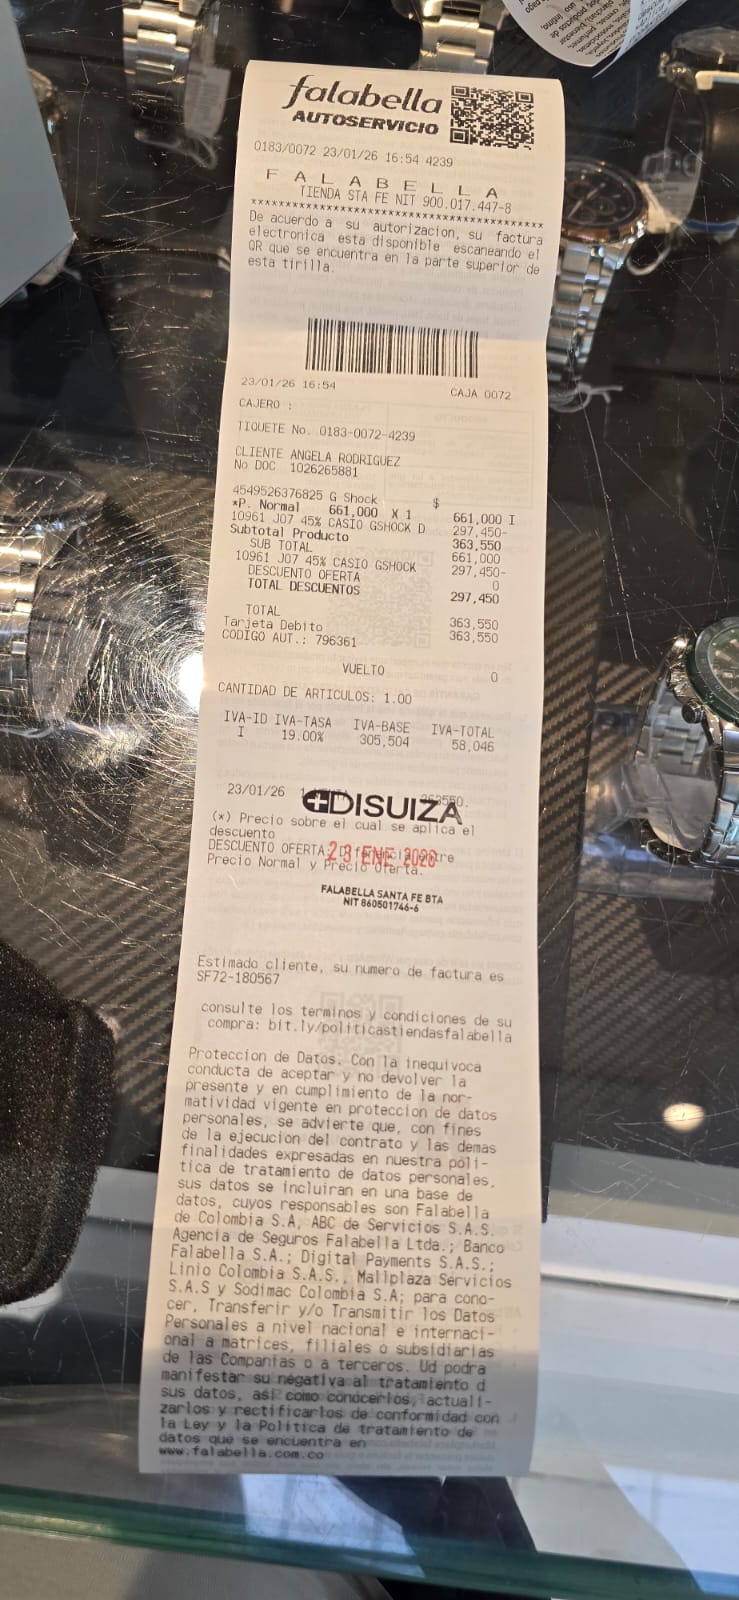 falabella
AUTOSERVICIO
0183/0072 23/01/26 16:54 4239
F A L A B E L L A
TIENDA STA FE NIT 900.017.447-8
******************************************
De acuerdo a su autorizacion, su factura
electronica esta disponible escaneando el
QR que se encuentra en la parte superior de
esta tirilla.
23/01/26 16:54 CAJA 0072
CAJERO :
TIQUETE No. 0183-0072-4239
CLIENTE ANGELA RODRIGUEZ
No DOC 1026265881
$
4549526376825 G Shock 661,000 I
*P. Normal 661,000 X 1
10961 J07 45% CASIO GSHOCK D 297,450-
Subtotal Producto 363,550
SUB TOTAL 661,000
10961 J07 45% CASIO GSHOCK 297,450-
DESCUENTO OFERTA 0
TOTAL DESCUENTOS 297,450
TOTAL 363,550
Tarjeta Debito 363,550
CODIGO AUT.: 796361
VUELTO 0
CANTIDAD DE ARTICULOS: 1.00
IVA-ID IVA-TASA IVA-BASE IVA-TOTAL
I 19.00% 305,504 58,046
23/01/26
DISUIZA
(*) Precio sobre el cual se aplica el
descuento
DESCUENTO OFERTA: Diferencia entre
23 ENE 2026
Precio Normal y Precio Oferta.
FALABELLA SANTA FE BTA
NIT 860501746-6
Estimado cliente, su numero de factura es
SF72-180567
consulte los terminos y condiciones de su
compra: bit.ly/politicastiendasfalabella
Proteccion de Datos. Con la inequivoca
conducta de aceptar y no devolver la
presente y en cumplimiento de la nor-
matividad vigente en proteccion de datos
personales, se advierte que, con fines
de la ejecucion del contrato y las demas
finalidades expresadas en nuestra poli-
tica de tratamiento de datos personales,
sus datos se incluiran en una base de
datos, cuyos responsables son Falabella
de Colombia S.A, ABC de Servicios S.A.S,
Agencia de Seguros Falabella Ltda.; Banco
Falabella S.A.; Digital Payments S.A.S.;
Linio Colombia S.A.S., Mallplaza Servicios
S.A.S y Sodimac Colombia S.A; para cono-
cer, Transferir y/o Transmitir los Datos
Personales a nivel nacional e internaci-
onal a matrices, filiales o subsidiarias
de las Companias o a terceros. Ud podra
manifestar su negativa al tratamiento d
sus datos, asi como conocerlos, actuali-
zarlos y rectificarlos de conformidad con
la Ley y la Politica de tratamiento de
datos que se encuentra en
www.falabella.com.co